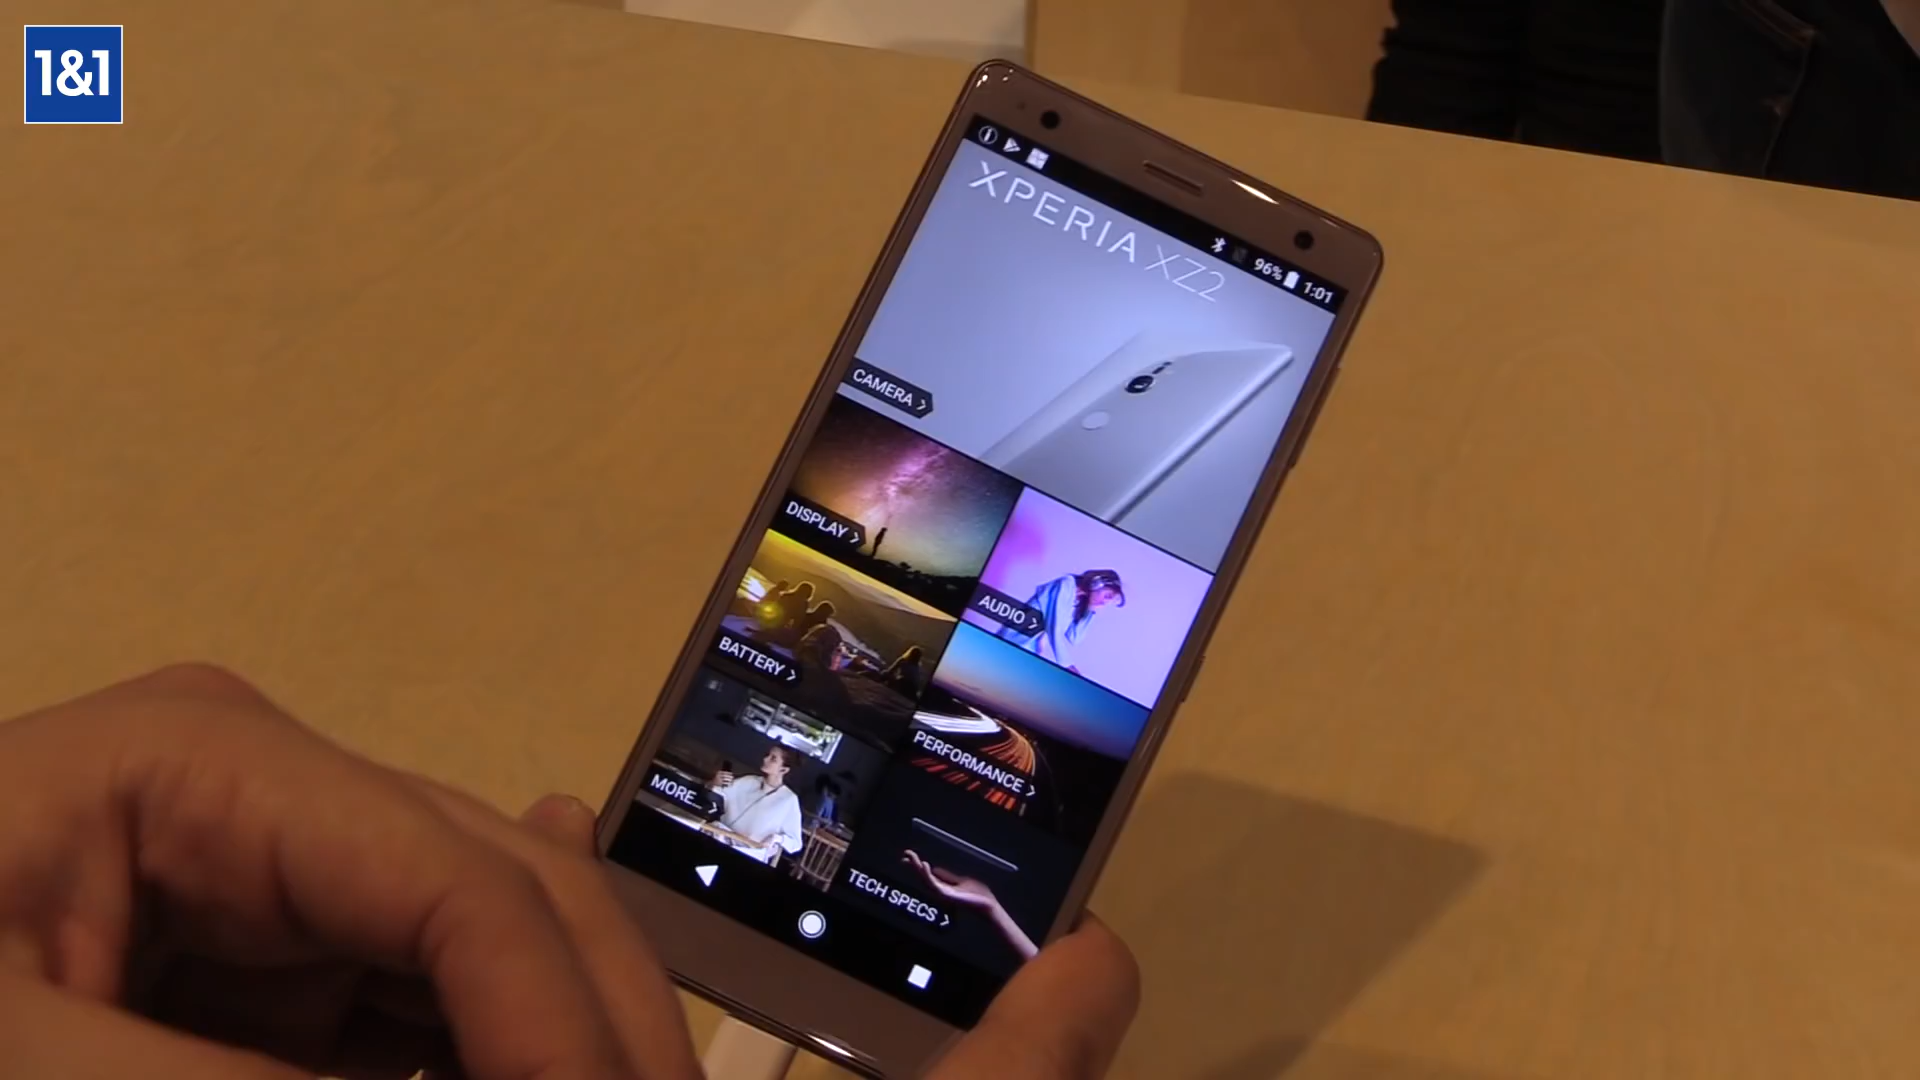 1&1
96% 1:01
XPERIA XZ2
CAMERA
DISPLAY
AUDIO
BATTERY
PERFORMANCE
MORE...
TECH SPECS